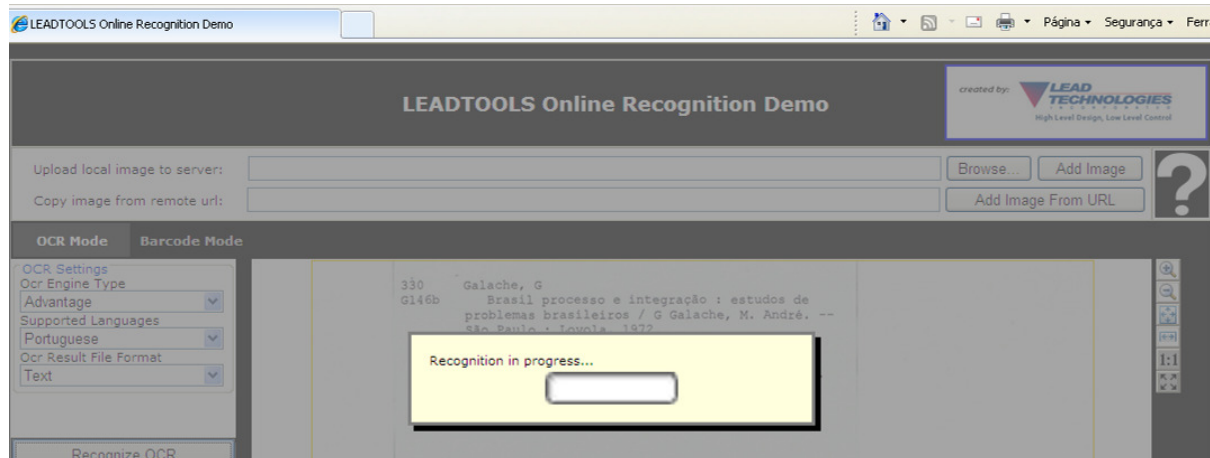 LEADTOOLS Online Recognition Demo
Página Segurança Ferr
LEADTOOLS Online Recognition Demo
created by:
LEAD
TECHNOLOGIES
INCORPORATED
High Level Design, Low Level Control
Upload local image to server:
Browse... Add Image
Copy image from remote url:
Add Image From URL
?
OCR Mode Barcode Mode
OCR Settings
Ocr Engine Type
Advantage
Supported Languages
Portuguese
Ocr Result File Format
Text
Recognize OCR
330 Galache, G
G146b Brasil processo e integração : estudos de
problemas brasileiros / G Galache, M. André. --
São Paulo : Loyola, 1972
Recognition in progress...
1:1